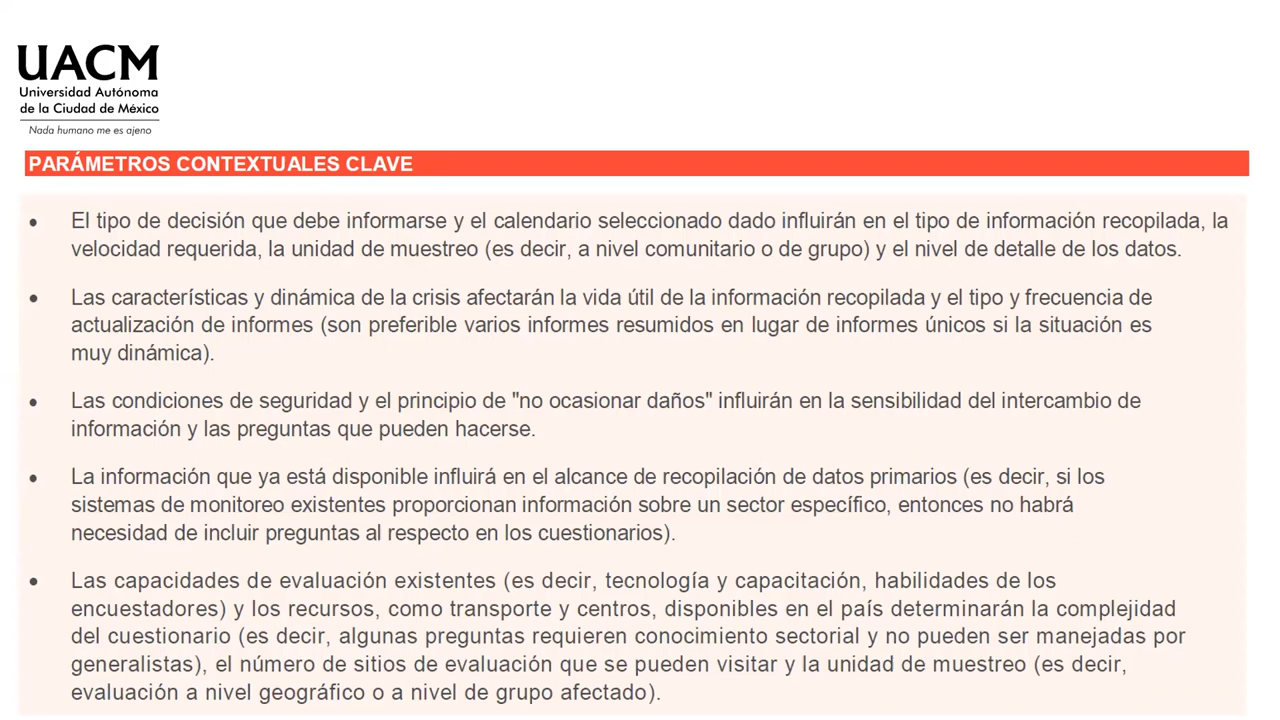 UACM
Universidad Autónoma
de la Ciudad de México
Nada humano me es ajeno
PARÁMETROS CONTEXTUALES CLAVE
• El tipo de decisión que debe informarse y el calendario seleccionado dado influirán en el tipo de información recopilada, la
velocidad requerida, la unidad de muestreo (es decir, a nivel comunitario o de grupo) y el nivel de detalle de los datos.
• Las características y dinámica de la crisis afectarán la vida útil de la información recopilada y el tipo y frecuencia de
actualización de informes (son preferible varios informes resumidos en lugar de informes únicos si la situación es
muy dinámica).
• Las condiciones de seguridad y el principio de "no ocasionar daños" influirán en la sensibilidad del intercambio de
información y las preguntas que pueden hacerse.
• La información que ya está disponible influirá en el alcance de recopilación de datos primarios (es decir, si los
sistemas de monitoreo existentes proporcionan información sobre un sector específico, entonces no habrá
necesidad de incluir preguntas al respecto en los cuestionarios).
• Las capacidades de evaluación existentes (es decir, tecnología y capacitación, habilidades de los
encuestadores) y los recursos, como transporte y centros, disponibles en el país determinarán la complejidad
del cuestionario (es decir, algunas preguntas requieren conocimiento sectorial y no pueden ser manejadas por
generalistas), el número de sitios de evaluación que se pueden visitar y la unidad de muestreo (es decir,
evaluación a nivel geográfico o a nivel de grupo afectado).